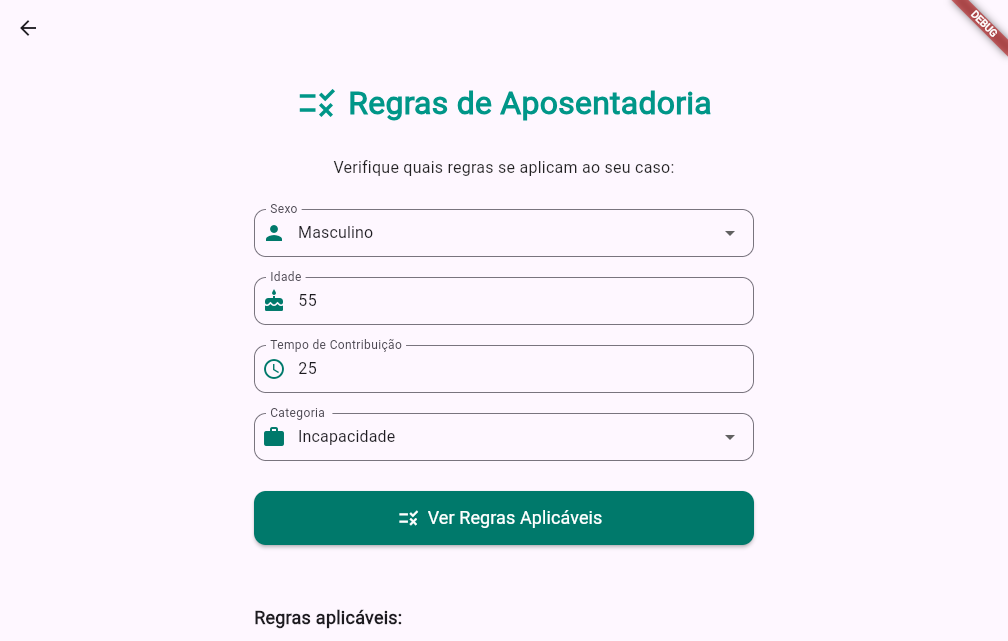 DEBUG
Regras de Aposentadoria
Verifique quais regras se aplicam ao seu caso:
Sexo
Masculino
Idade
55
Tempo de Contribuição
25
Categoria
Incapacidade
Ver Regras Aplicáveis
Regras aplicáveis: